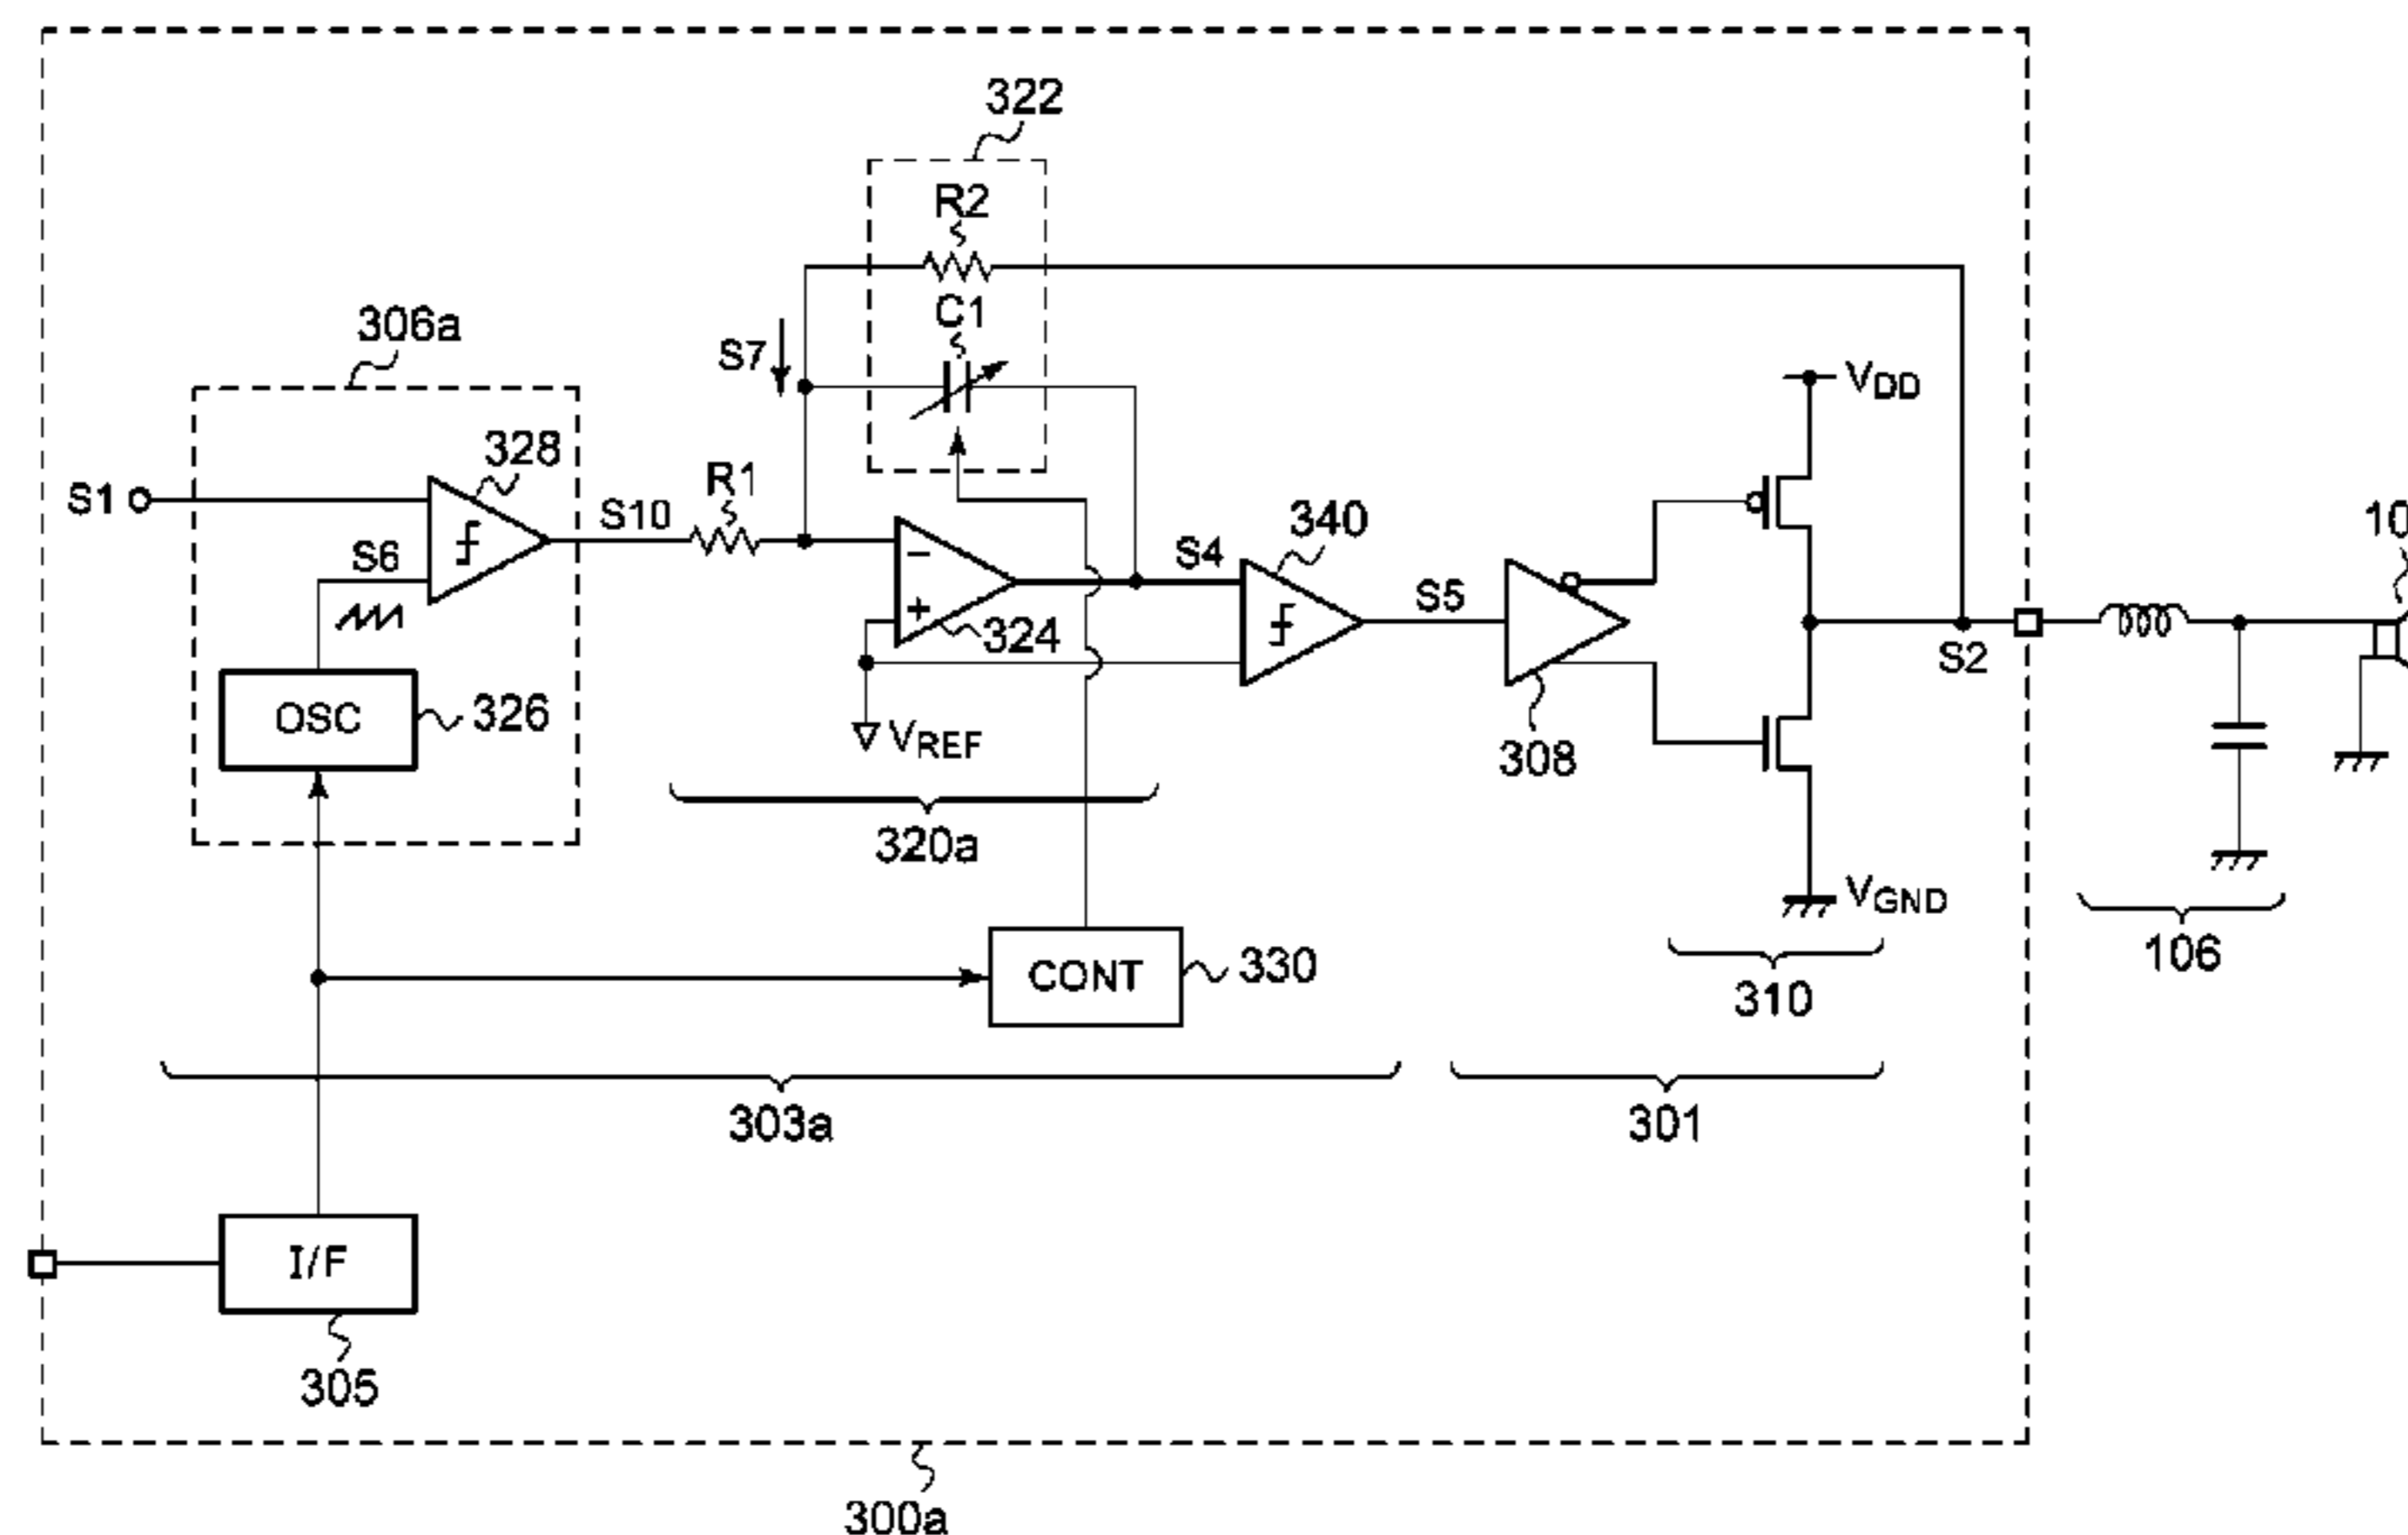 322
R2
C1
306a
S7
VDD
328
S1
S10
R1
340
S6
S4
S5
−
+
324
S2
OSC
326
VREF
308
320a
VGND
CONT
330
106
310
303a
301
I/F
305
300a